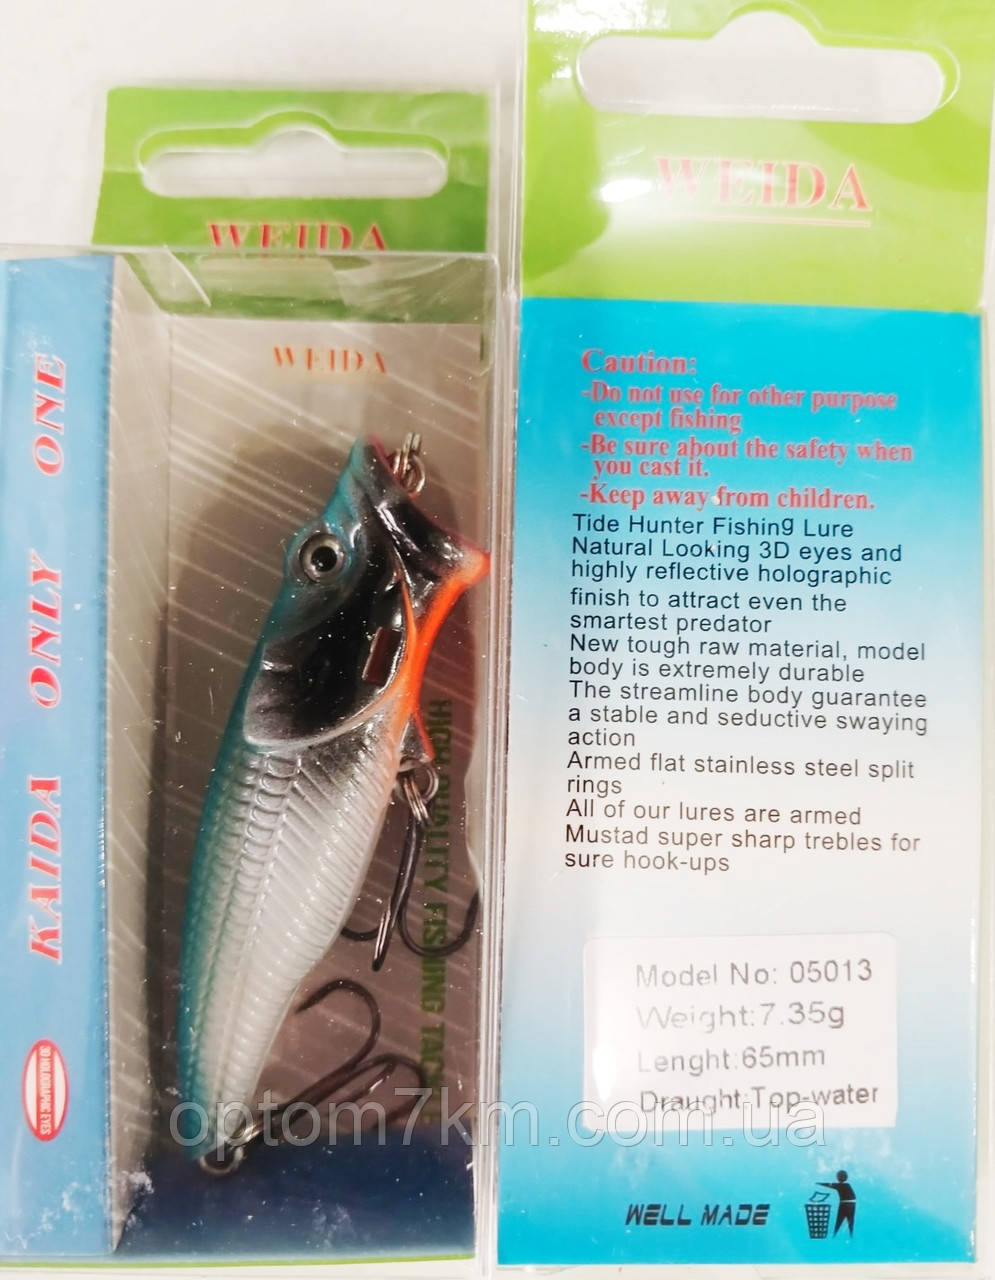 WEIDA
WEIDA
KAIDA ONLY ONE
3D HOLOGRAPHIC EYES
HIGH QUALITY FISHING TACKLE
WEIDA
Caution:
-Do not use for other purpose
except fishing
-Be sure about the safety when
you cast it.
-Keep away from children.
Tide Hunter Fishing Lure
Natural Looking 3D eyes and
highly reflective holographic
finish to attract even the
smartest predator
New tough raw material, model
body is extremely durable
The streamline body guarantee
a stable and seductive swaying
action
Armed flat stainless steel split
rings
All of our lures are armed
Mustad super sharp trebles for
sure hook-ups
Model No: 05013
Weight:7.35g
Lenght:65mm
Draught:Top-water
WELL MADE
optom7km.com.ua